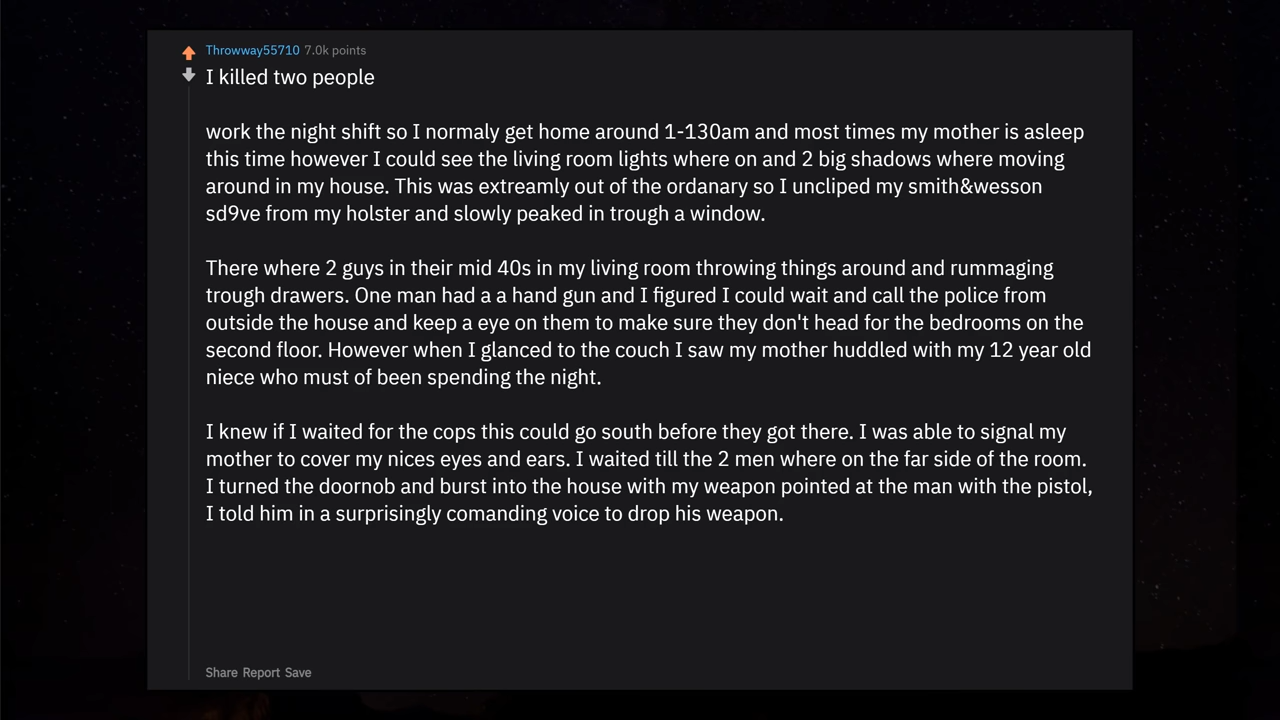 Throwway55710 7.0k points
I killed two people
work the night shift so I normaly get home around 1-130am and most times my mother is asleep
this time however I could see the living room lights where on and 2 big shadows where moving
around in my house. This was extreamly out of the ordanary so I uncliped my smith&wesson
sd9ve from my holster and slowly peaked in trough a window.
There where 2 guys in their mid 40s in my living room throwing things around and rummaging
trough drawers. One man had a a hand gun and I figured I could wait and call the police from
outside the house and keep a eye on them to make sure they don't head for the bedrooms on the
second floor. However when I glanced to the couch I saw my mother huddled with my 12 year old
niece who must of been spending the night.
I knew if I waited for the cops this could go south before they got there. I was able to signal my
mother to cover my nices eyes and ears. I waited till the 2 men where on the far side of the room.
I turned the doornob and burst into the house with my weapon pointed at the man with the pistol,
I told him in a surprisingly comanding voice to drop his weapon.
Share Report Save